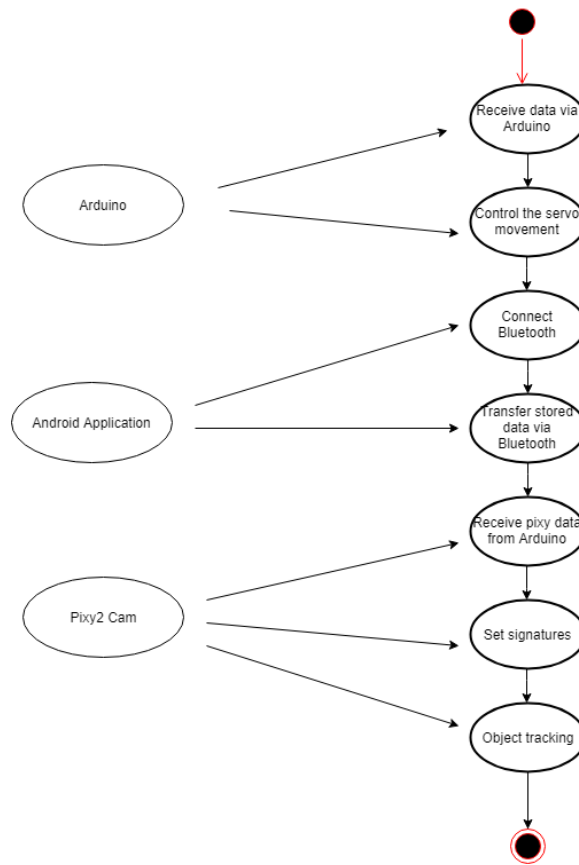 Receive data via
Arduino
Arduino
Control the servo
movement
Connect
Bluetooth
Android Application
Transfer stored
data via
Bluetooth
Receive pixy data
from Arduino
Pixy2 Cam
Set signatures
Object tracking